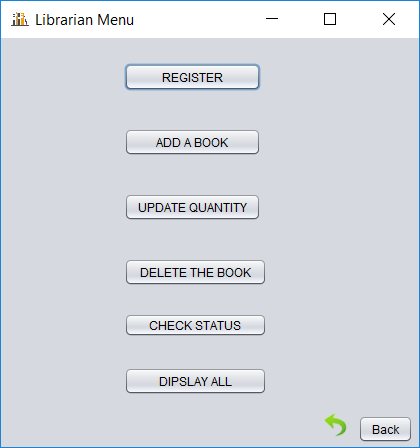 Librarian Menu
REGISTER
ADD A BOOK
UPDATE QUANTITY
DELETE THE BOOK
CHECK STATUS
DIPSLAY ALL
Back